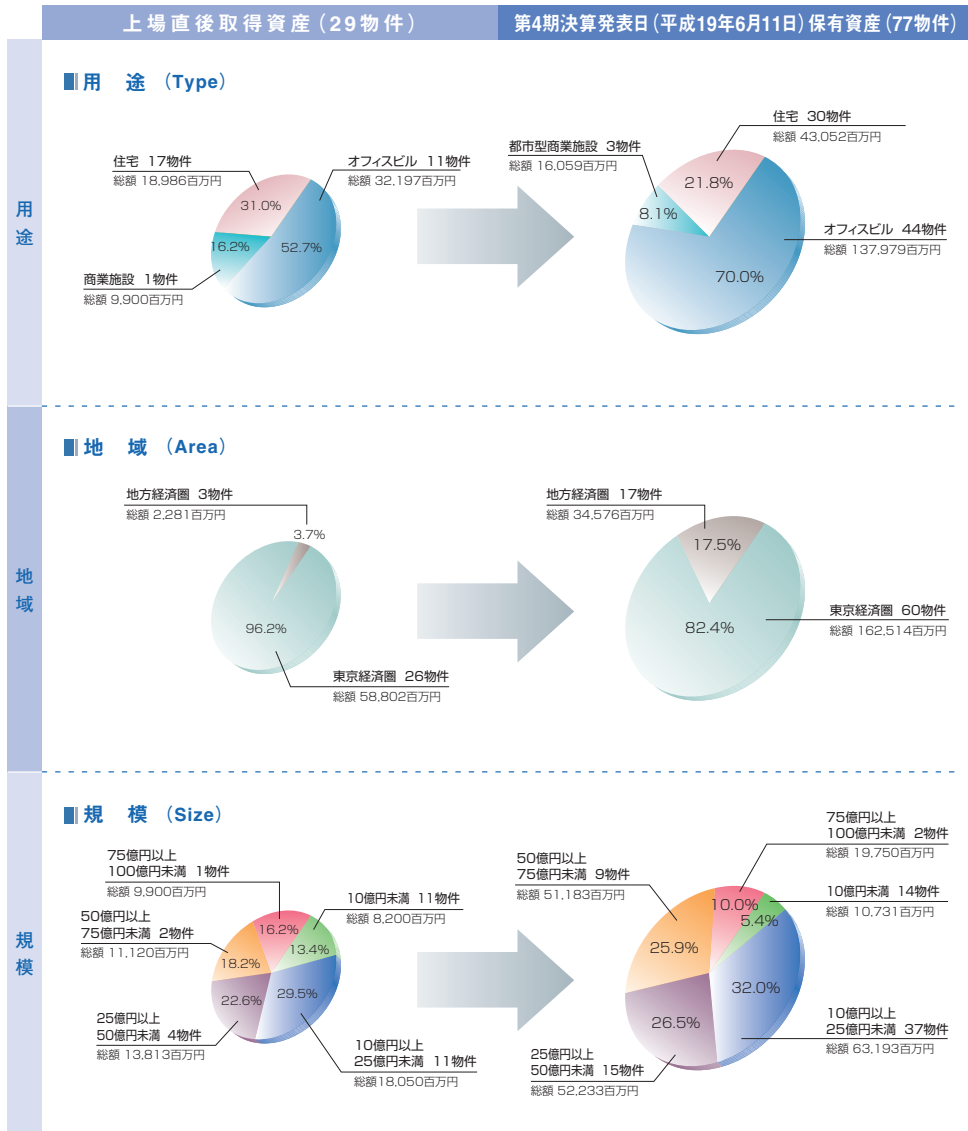 上場直後取得資産（29物件）
第4期決算発表日（平成19年6月11日）保有資産（77物件）
用途
用　途（Type）
住宅 17物件
総額 18,986百万円
オフィスビル 11物件
総額 32,197百万円
31.0%
16.2%
52.7%
商業施設 1物件
総額 9,900百万円
住宅 30物件
総額 43,052百万円
都市型商業施設 3物件
総額 16,059百万円
21.8%
8.1%
オフィスビル 44物件
総額 137,979百万円
70.0%
地域
地　域（Area）
地方経済圏 3物件
総額 2,281百万円
3.7%
96.2%
東京経済圏 26物件
総額 58,802百万円
地方経済圏 17物件
総額 34,576百万円
17.5%
82.4%
東京経済圏 60物件
総額 162,514百万円
規模
規　模（Size）
75億円以上
100億円未満 1物件
総額 9,900百万円
10億円未満 11物件
総額 8,200百万円
50億円以上
75億円未満 2物件
総額 11,120百万円
16.2%
13.4%
18.2%
22.6%
29.5%
25億円以上
50億円未満 4物件
総額 13,813百万円
10億円以上
25億円未満 11物件
総額18,050百万円
75億円以上
100億円未満 2物件
総額 19,750百万円
50億円以上
75億円未満 9物件
総額 51,183百万円
10億円未満 14物件
総額 10,731百万円
10.0%
5.4%
25.9%
32.0%
26.5%
10億円以上
25億円未満 37物件
総額 63,193百万円
25億円以上
50億円未満 15物件
総額 52,233百万円